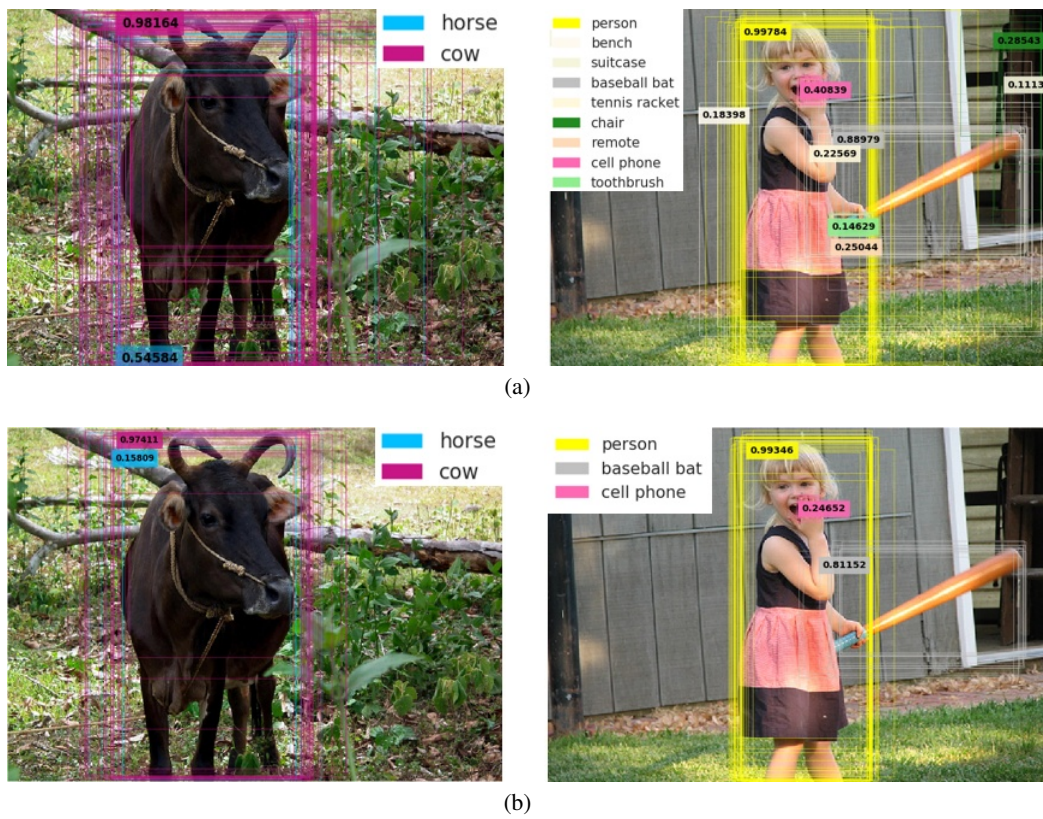 0.98164
horse
cow
0.54584
person
bench
suitcase
baseball bat
tennis racket
chair
remote
cell phone
toothbrush
0.99784
0.28543
0.40839
0.1113
0.18398
0.88979
0.22569
0.14629
0.25044
(a)
0.97411
0.15809
horse
cow
person
baseball bat
cell phone
0.99346
0.24652
0.81152
(b)